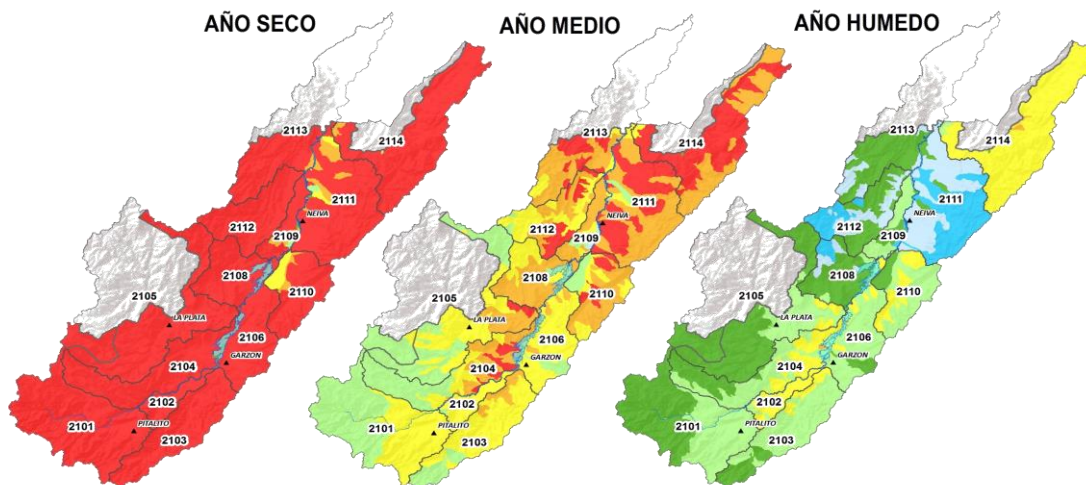 AÑO SECO
2113
2114
2111
NEIVA
2112
2109
2108
2110
2105
LA PLATA
2106
GARZON
2104
2102
2101
PITALITO
2103
AÑO MEDIO
2113
2114
2111
NEIVA
2112
2109
2108
2110
2105
LA PLATA
2106
GARZON
2104
2102
2101
PITALITO
2103
AÑO HUMEDO
2113
2114
2111
NEIVA
2112
2109
2108
2110
2105
LA PLATA
2106
GARZON
2104
2102
2101
PITALITO
2103